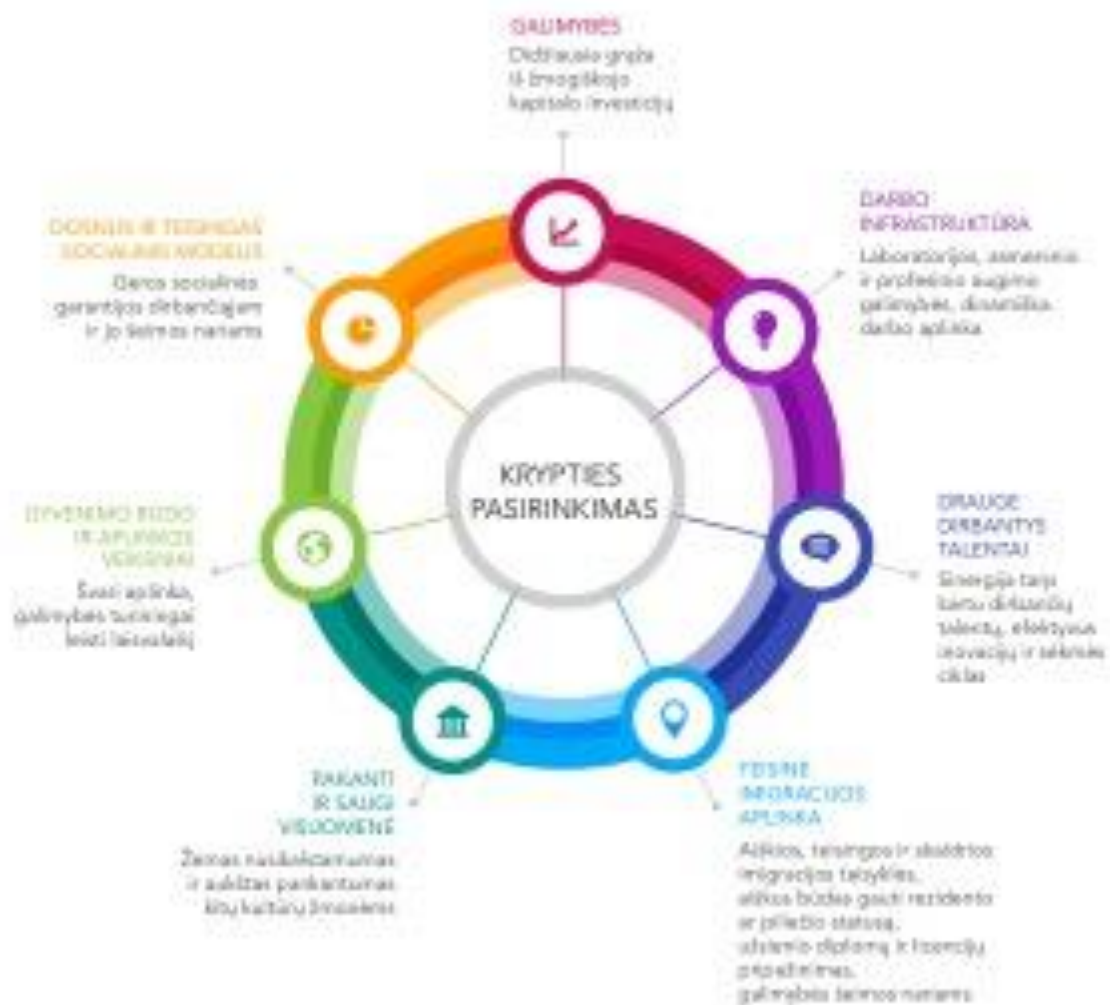 GALIMYBĖS
Didžiausia grąža
iš žmogiškojo
kapitalo investicijų
DARBO
INFRASTRUKTŪRA
Laboratorijos, asmeninio
ir profesinio augimo
galimybės, dinamiška
darbo aplinka
DRAUGE
DIRBANTYS
TALENTAI
Sinergija tarp
kartu dirbančių
talentų, efektyvus
inovacijų ir sėkmės
ciklas
TEISINĖ
IMIGRACIJOS
APLINKA
Aiškios, teisingos ir skaidrios
imigracijos taisyklės,
aiškus būdas gauti rezidento
ar piliečio statusą,
užsienio diplomų ir licencijų
pripažinimas,
galimybės šeimos nariams
PAKANTI
IR SAUGI
VISUOMENĖ
Žemas nusikalstamumas
ir aukštas pakantumas
kitų kultūrų žmonėms
GYVENIMO BŪDO
IR APLINKOS
VEIKSNIAI
Švari aplinka,
galimybės turiningai
leisti laisvalaikį
DOSNUS IR TEISINGAS
SOCIALINIS MODELIS
Geros socialinės
garantijos dirbančiajam
ir jo šeimos nariams
KRYPTIES
PASIRINKIMAS